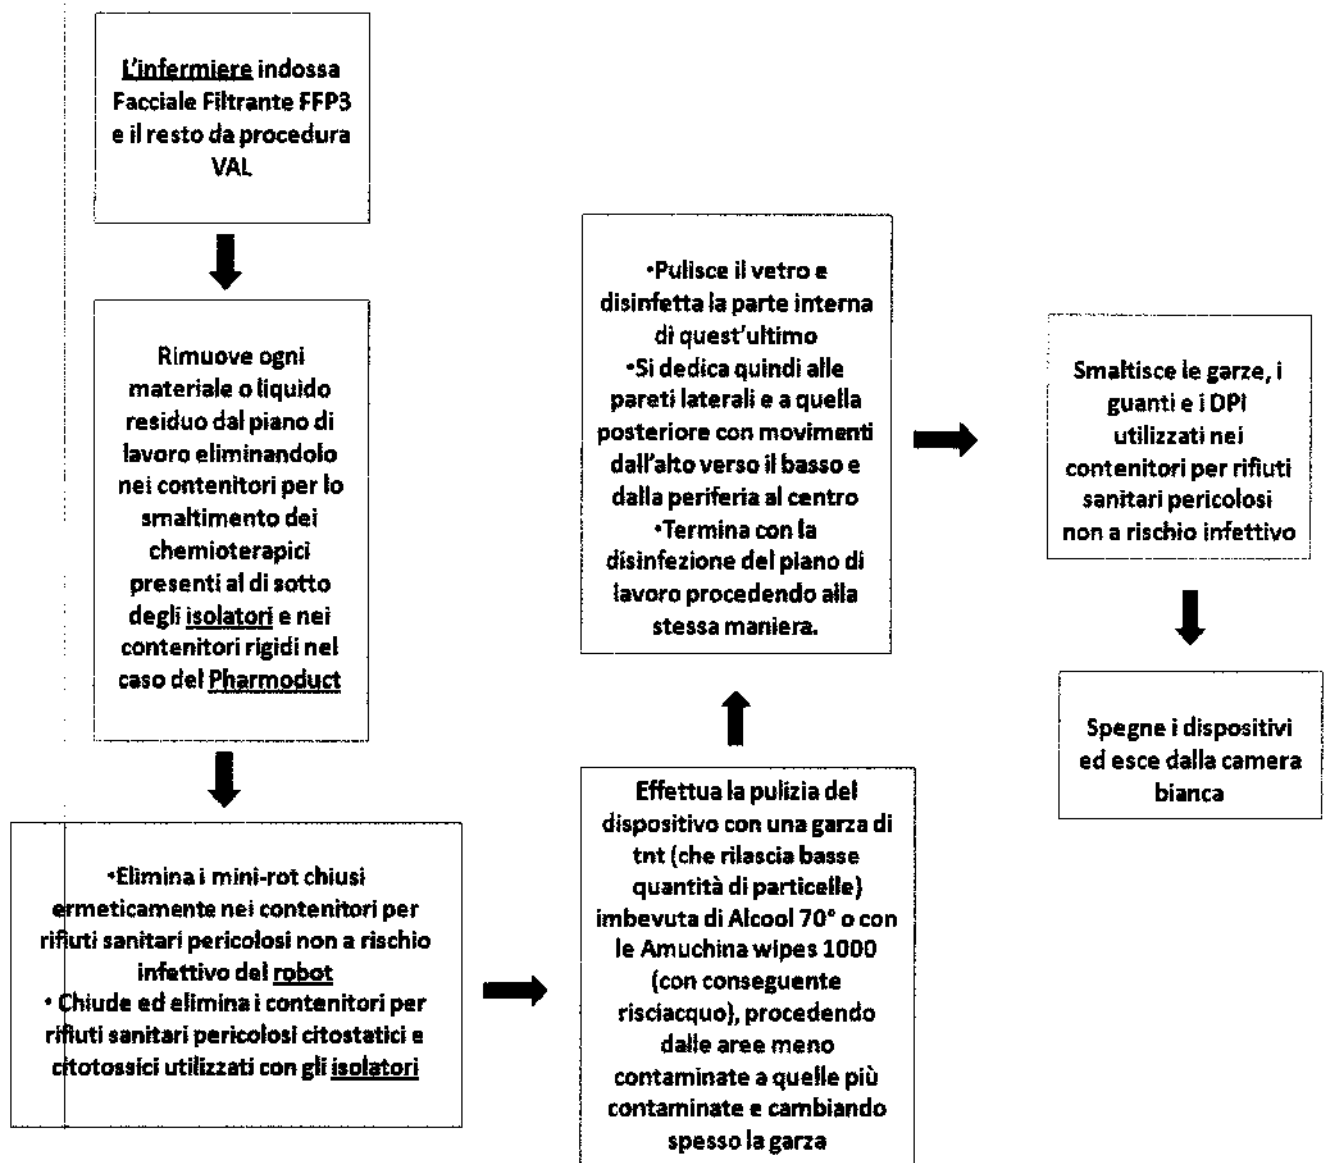 L'infermiere indossa
Facciale Filtrante FFP3
e il resto da procedura
VAL
Rimuove ogni
materiale o liquido
residuo dal piano di
lavoro eliminandolo
nei contenitori per lo
smaltimento dei
chemioterapici
presenti al di sotto
degli isolatori e nei
contenitori rigidi nel
caso del Pharmoduct
•Elimina i mini-rot chiusi
ermeticamente nei contenitori per
rifiuti sanitari pericolosi non a rischio
infettivo del robot
• Chiude ed elimina i contenitori per
rifiuti sanitari pericolosi citostatici e
citotossici utilizzati con gli isolatori
Effettua la pulizia del
dispositivo con una garza di
tnt (che rilascia basse
quantità di particelle)
imbevuta di Alcool 70° o con
le Amuchina wipes 1000
(con conseguente
risciacquo), procedendo
dalle aree meno
contaminate a quelle più
contaminate e cambiando
spesso la garza
•Pulisce il vetro e
disinfetta la parte interna
di quest'ultimo
•Si dedica quindi alle
pareti laterali e a quella
posteriore con movimenti
dall'alto verso il basso e
dalla periferia al centro
•Termina con la
disinfezione del piano di
lavoro procedendo alla
stessa maniera.
Smaltisce le garze, i
guanti e i DPI
utilizzati nei
contenitori per rifiuti
sanitari pericolosi
non a rischio infettivo
Spegne i dispositivi
ed esce dalla camera
bianca